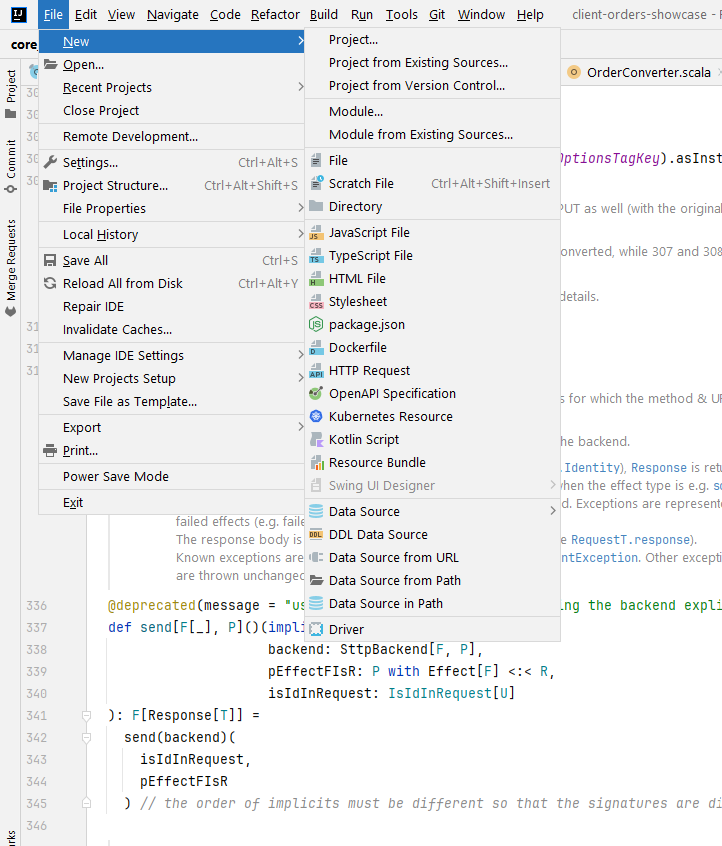 File Edit View Navigate Code Refactor Build Run Tools Git Window Help client-orders-showcase -
core_
OrderConverter.scala
Project
Commit
Merge Requests
New
Open...
Recent Projects
Close Project
Remote Development...
Settings... Ctrl+Alt+S
Project Structure... Ctrl+Alt+Shift+S
File Properties
Local History
Save All Ctrl+S
Reload All from Disk Ctrl+Alt+Y
Repair IDE
Invalidate Caches...
Manage IDE Settings
New Projects Setup
Save File as Template...
Export
Print...
Power Save Mode
Exit
Project...
Project from Existing Sources...
Project from Version Control...
Module...
Module from Existing Sources...
File
Scratch File Ctrl+Alt+Shift+Insert
Directory
JavaScript File
TypeScript File
HTML File
Stylesheet
package.json
Dockerfile
HTTP Request
OpenAPI Specification
Kubernetes Resource
Kotlin Script
Resource Bundle
Swing UI Designer
Data Source
DDL Data Source
Data Source from URL
Data Source from Path
Data Source in Path
Driver
OptionsTagKey).asInst
PUT as well (with the original
onverted, while 307 and 308
details.
s for which the method & UR
he backend.
.Identity), Response is retu
when the effect type is e.g. sc
d. Exceptions are represente
failed effects (e.g. faile
The response body is e RequestT.response).
Known exceptions are ntException. Other exceptio
are thrown unchanged
336 @deprecated(message = "us ing the backend expli
337 def send[F[_], P]()(impli
338 backend: SttpBackend[F, P],
339 pEffectFIsR: P with Effect[F] <:< R,
340 isIdInRequest: IsIdInRequest[U]
341 ): F[Response[T]] =
342 send(backend)(
343 isIdInRequest,
344 pEffectFIsR
345 ) // the order of implicits must be different so that the signatures are di
346